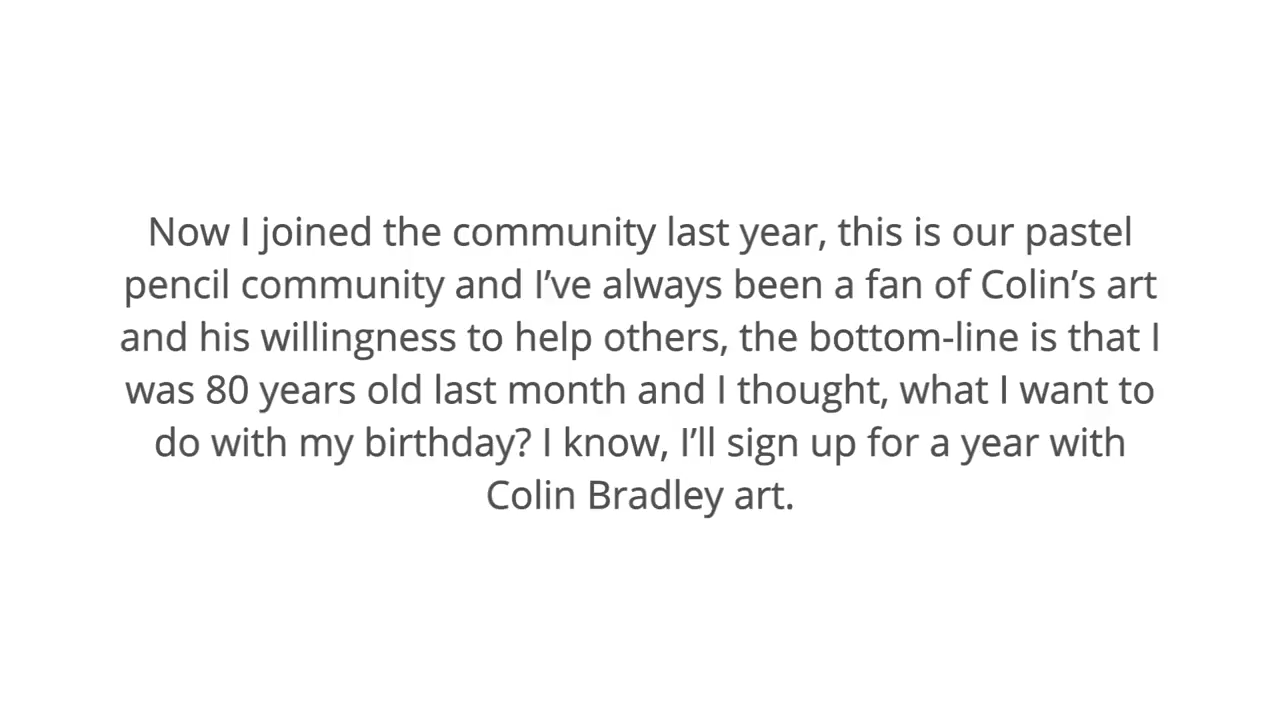 Now I joined the community last year, this is our pastel
pencil community and I’ve always been a fan of Colin’s art
and his willingness to help others, the bottom-line is that I
was 80 years old last month and I thought, what I want to
do with my birthday? I know, I’ll sign up for a year with
Colin Bradley art.